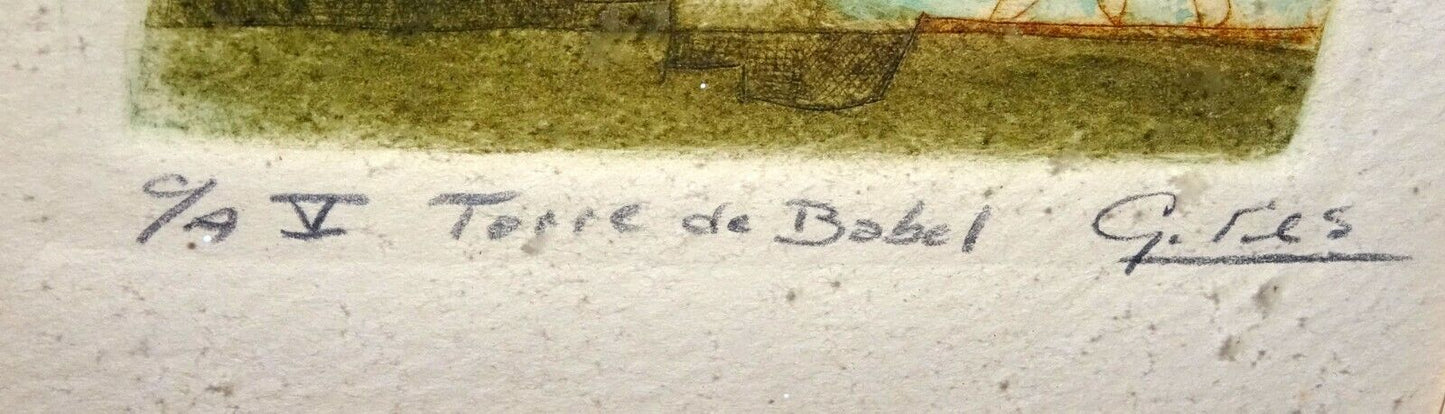 C/A V Torre de Babel G.